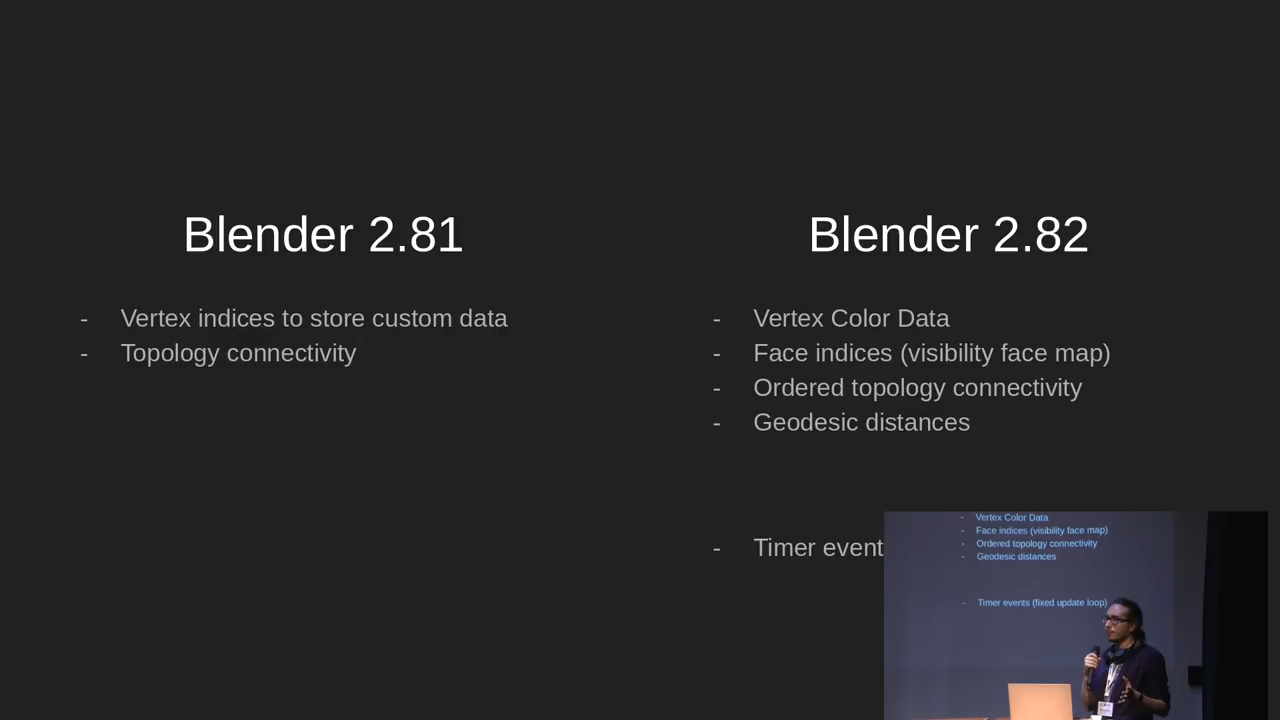 Blender 2.81
- Vertex indices to store custom data
- Topology connectivity
Blender 2.82
- Vertex Color Data
- Face indices (visibility face map)
- Ordered topology connectivity
- Geodesic distances
- Timer event
- Vertex Color Data
- Face indices (visibility face map)
- Ordered topology connectivity
- Geodesic distances
- Timer events (fixed update loop)